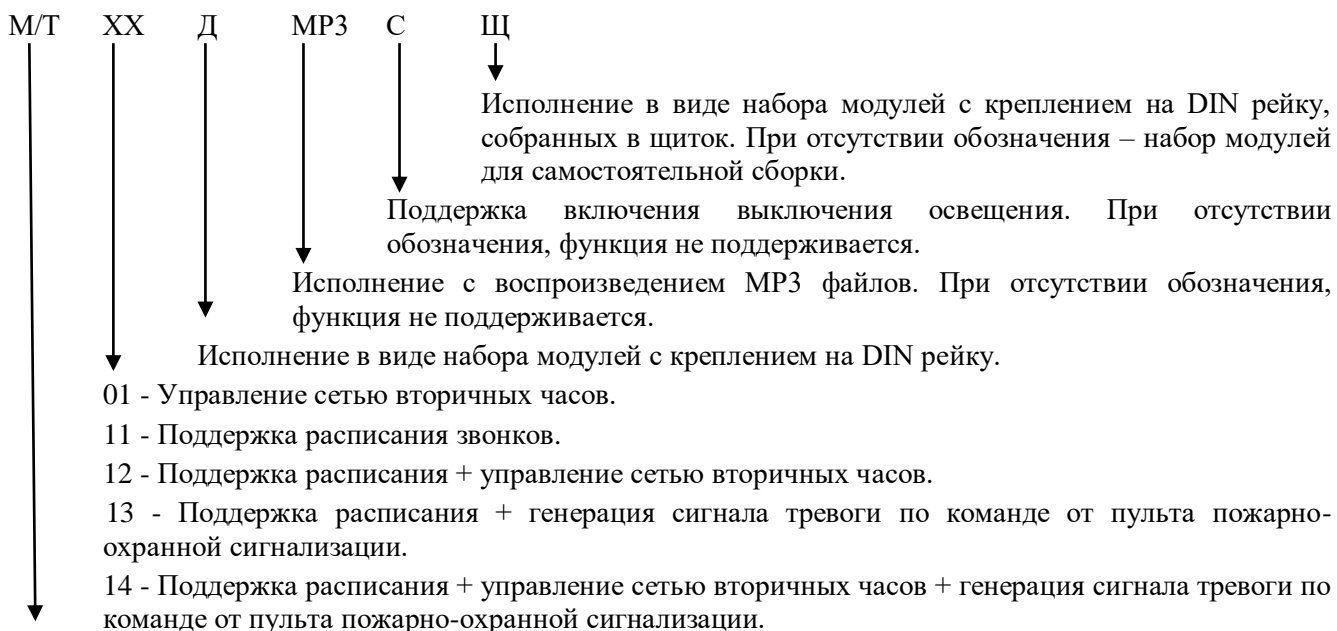 М/Т ХХ Д МР3 С Щ
Исполнение в виде набора модулей с креплением на DIN рейку,
собранных в щиток. При отсутствии обозначения – набор модулей
для самостоятельной сборки.
Поддержка включения выключения освещения. При отсутствии
обозначения, функция не поддерживается.
Исполнение с воспроизведением МР3 файлов. При отсутствии обозначения,
функция не поддерживается.
Исполнение в виде набора модулей с креплением на DIN рейку.
01 - Управление сетью вторичных часов.
11 - Поддержка расписания звонков.
12 - Поддержка расписания + управление сетью вторичных часов.
13 - Поддержка расписания + генерация сигнала тревоги по команде от пульта пожарно-
охранной сигнализации.
14 - Поддержка расписания + управление сетью вторичных часов + генерация сигнала тревоги по
команде от пульта пожарно-охранной сигнализации.